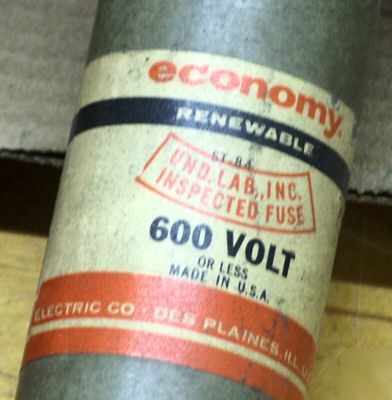 economy
RENEWABLE
ST-84
UND. LAB., INC.
INSPECTED FUSE
600 VOLT
OR LESS
MADE IN U.S.A.
ELECTRIC CO · DES PLAINES, ILL.